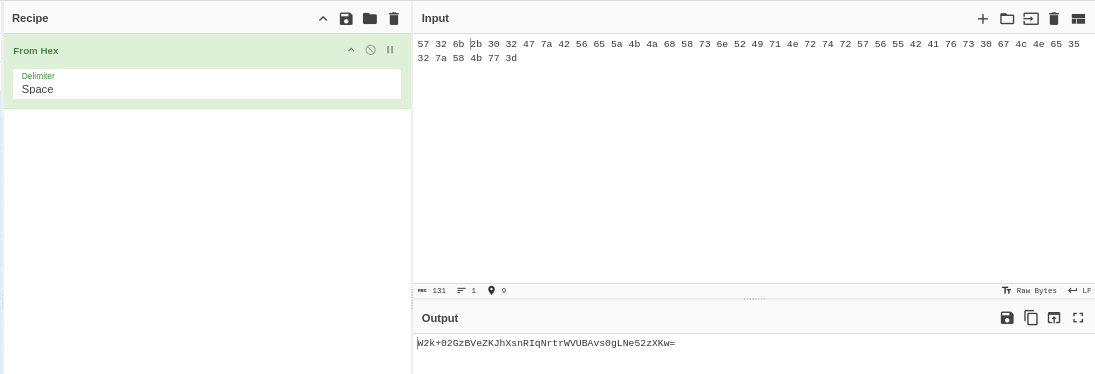 Recipe
From Hex
Delimiter
Space
Input
57 32 6b 2b 30 32 47 7a 42 56 65 5a 4b 4a 68 58 73 6e 52 49 71 4e 72 74 72 57 56 55 42 41 76 73 30 67 4c 4e 65 35
32 7a 58 4b 77 3d
ABC 131 1 9
Raw Bytes LF
Output
W2k+02GzBVeZKJhXsnRIqNrtrWVUBAvs0gLNe52zXKw=